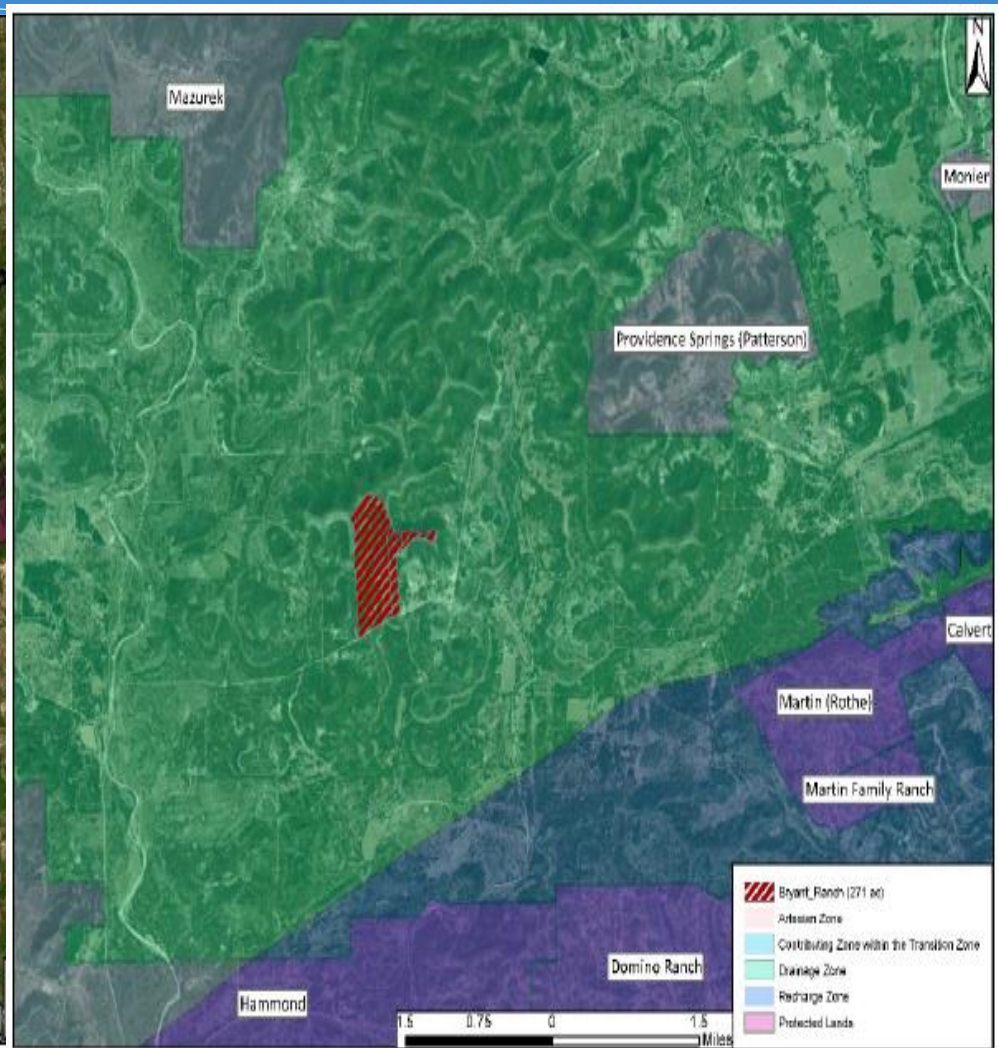 N
Mazurek
Monier
Providence Springs (Patterson)
Calvert
Martin (Rothe)
Martin Family Ranch
Domino Ranch
Hammond
Bryant_Ranch (271 ac)
Artesian Zone
Contributing Zone within the Transition Zone
Drainage Zone
Recharge Zone
Protected Lands
1.5 0.75 0 1.5
Miles